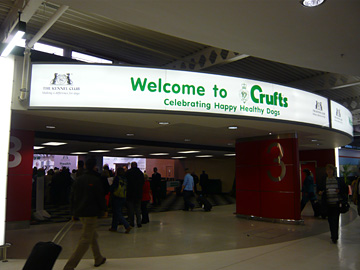 THE KENNEL CLUB
Welcome to Crufts
Celebrating Happy Healthy Dogs
3
3